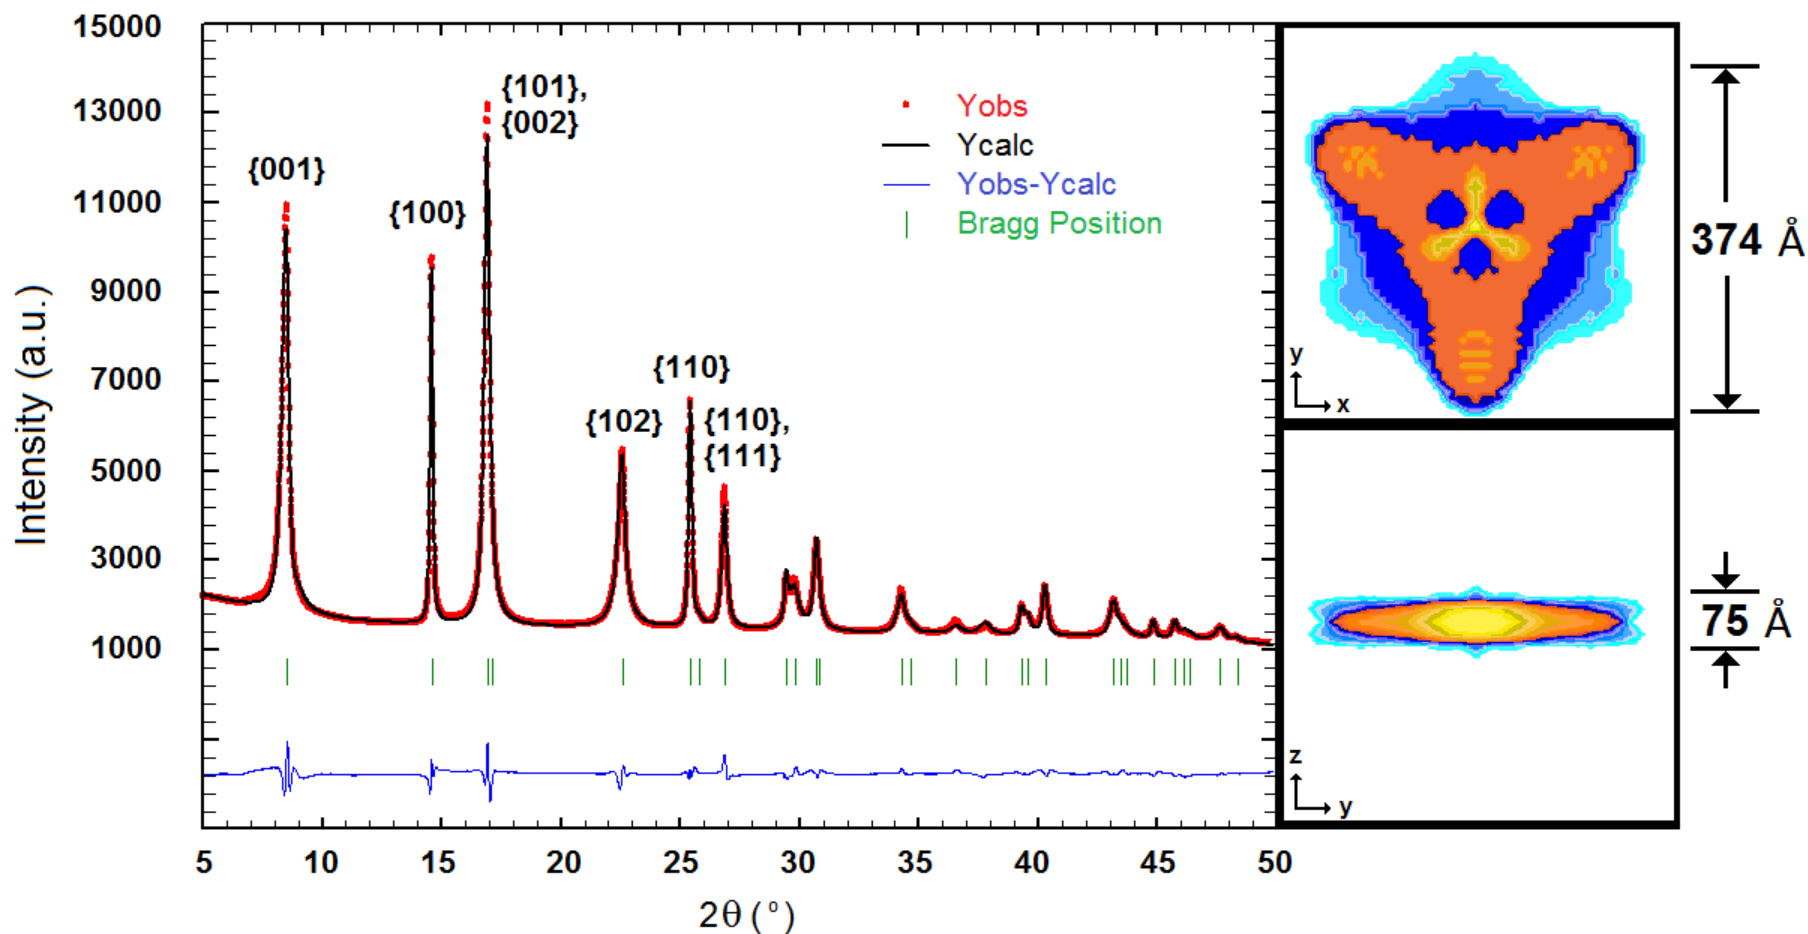 15000
13000
11000
9000
7000
5000
3000
1000
Intensity (a.u.)
{001}
{100}
{101},
{002}
{102}
{110}
{110},
{111}
Yobs
Ycalc
Yobs-Ycalc
Bragg Position
5 10 15 20 25 30 35 40 45 50
2θ (°)
y
x
374 Å
z
y
75 Å